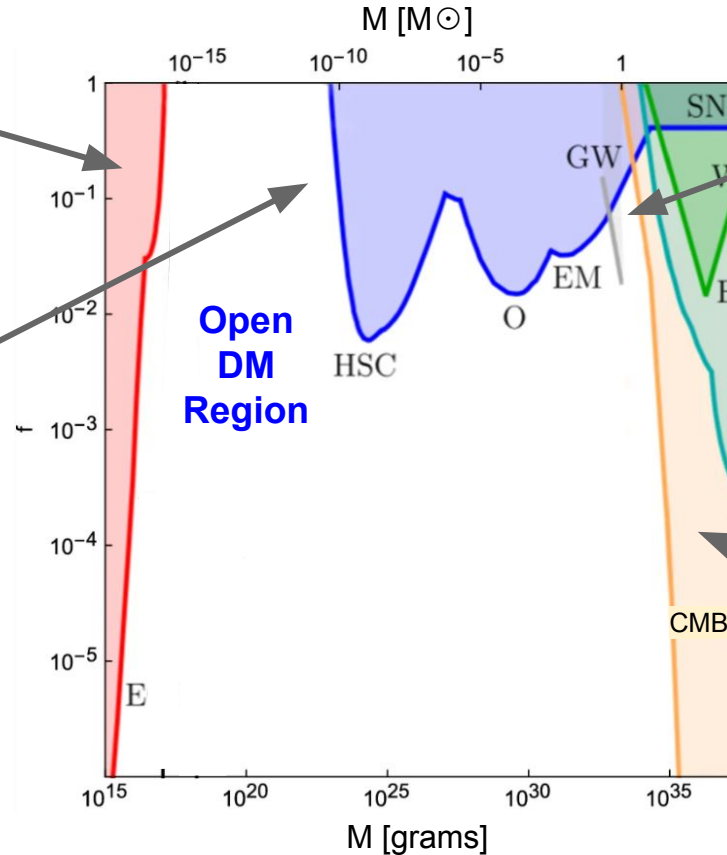 M [M☉]
10⁻¹⁵ 10⁻¹⁰ 10⁻⁵ 1
1
SN
GW
10⁻¹
EM
10⁻²
O
Open
DM
Region
HSC
f
10⁻³
10⁻⁴
CMB
10⁻⁵
E
10¹⁵ 10²⁰ 10²⁵ 10³⁰ 10³⁵
M [grams]